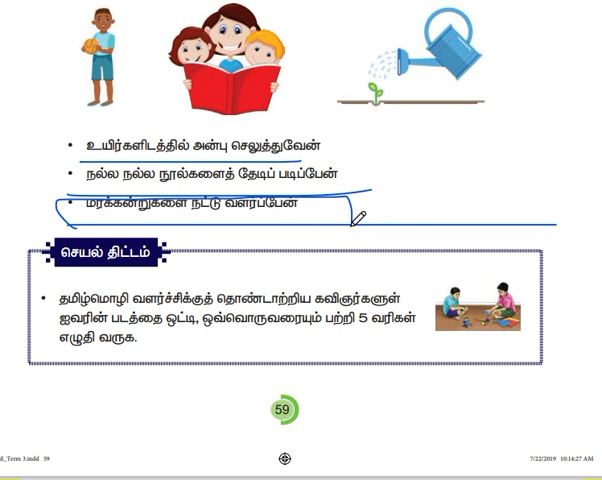 • உயிர்களிடத்தில் அன்பு செலுத்துவேன்
• நல்ல நல்ல நூல்களைத் தேடிப் படிப்பேன்
• மரக்கன்றுகளை நட்டு வளர்ப்பேன்
செயல் திட்டம்
• தமிழ்மொழி வளர்ச்சிக்குத் தொண்டாற்றிய கவிஞர்களுள்
ஐவரின் படத்தை ஒட்டி, ஒவ்வொருவரையும் பற்றி 5 வரிகள்
எழுதி வருக.
59
il_Term 3.indd 59
7/22/2019 10:14:27 AM